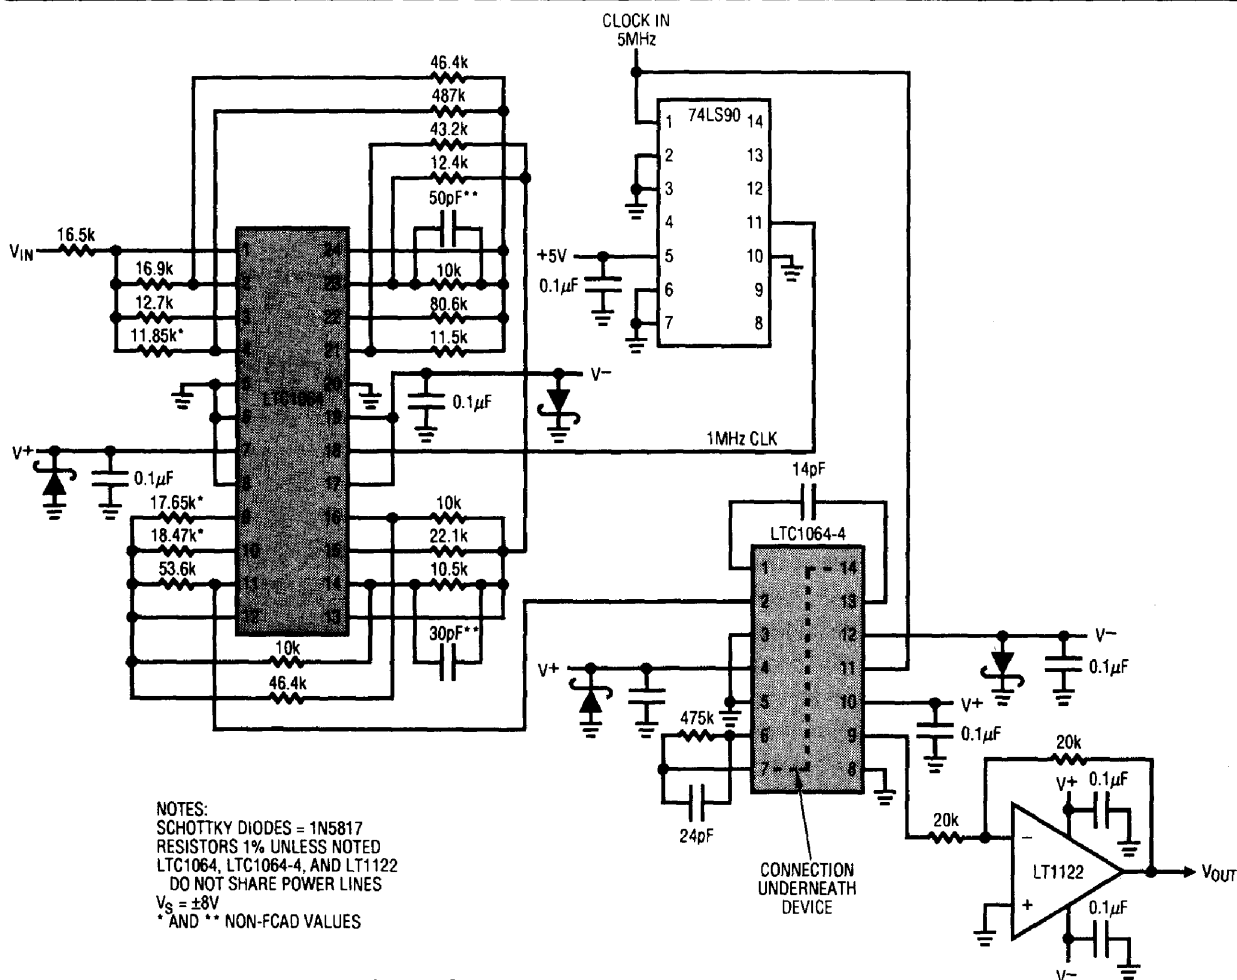 CLOCK IN
5MHz
46.4k
487k
43.2k
12.4k
50pF**
16.5k
VIN
16.9k
12.7k
11.85k*
10k
80.6k
11.5k
1
2
3
4
5
6
7
8
9
10
11
12
24
23
22
21
20
19
18
17
16
15
14
13
LTC1064
74LS90
1
2
3
4
5
6
7
14
13
12
11
10
9
8
+5V
0.1µF
V−
0.1µF
1MHz CLK
V+
0.1µF
17.65k*
18.47k*
53.6k
10k
22.1k
10.5k
30pF**
10k
46.4k
14pF
LTC1064-4
1
2
3
4
5
6
7
14
13
12
11
10
9
8
V−
0.1µF
V+
V+
0.1µF
475k
24pF
20k
20k
V+
0.1µF
−
+
LT1122
VOUT
0.1µF
V−
CONNECTION
UNDERNEATH
DEVICE
NOTES:
SCHOTTKY DIODES = 1N5817
RESISTORS 1% UNLESS NOTED
LTC1064, LTC1064-4, AND LT1122
DO NOT SHARE POWER LINES
VS = ±8V
* AND ** NON-FCAD VALUES